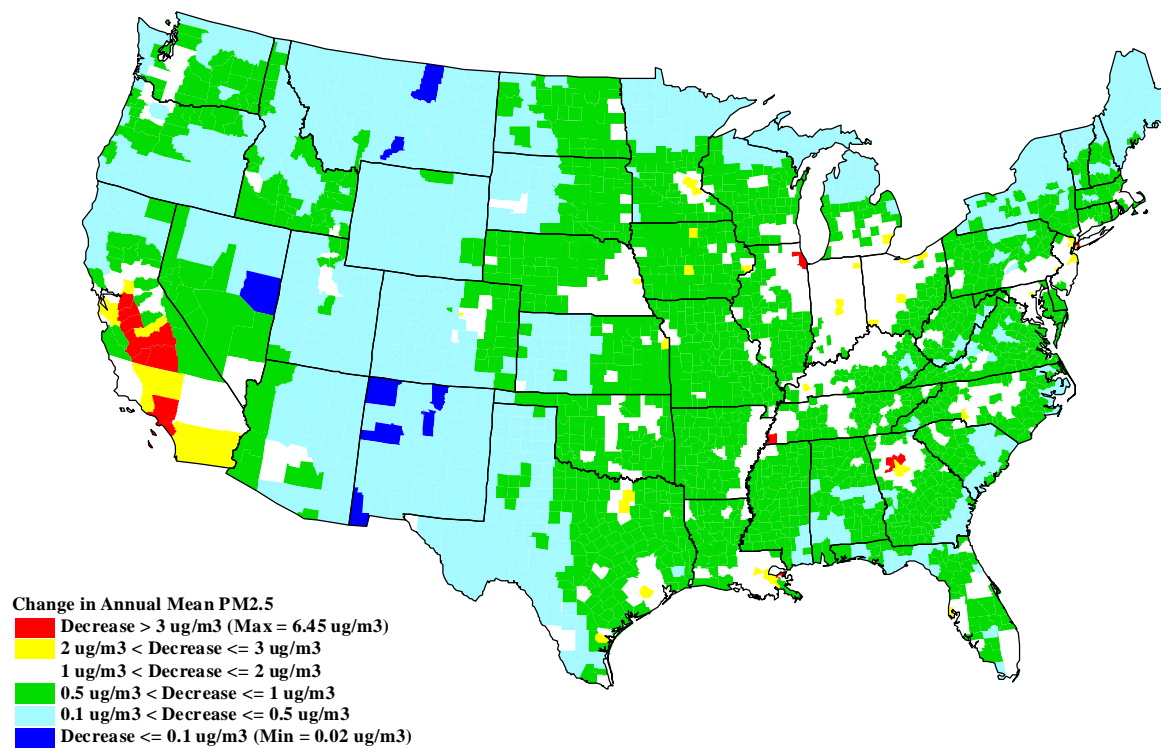 Change in Annual Mean PM2.5
Decrease > 3 ug/m3 (Max = 6.45 ug/m3)
2 ug/m3 < Decrease <= 3 ug/m3
1 ug/m3 < Decrease <= 2 ug/m3
0.5 ug/m3 < Decrease <= 1 ug/m3
0.1 ug/m3 < Decrease <= 0.5 ug/m3
Decrease <= 0.1 ug/m3 (Min = 0.02 ug/m3)